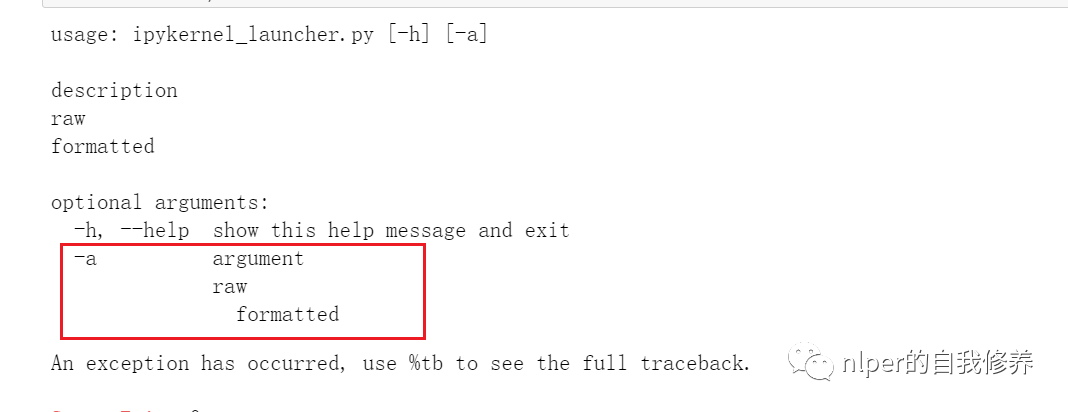 usage: ipykernel_launcher.py [-h] [-a]
description
raw
formatted
optional arguments:
-h, --help show this help message and exit
-a argument
raw
formatted
An exception has occurred, use %tb to see the full traceback.
nlper的自我修养